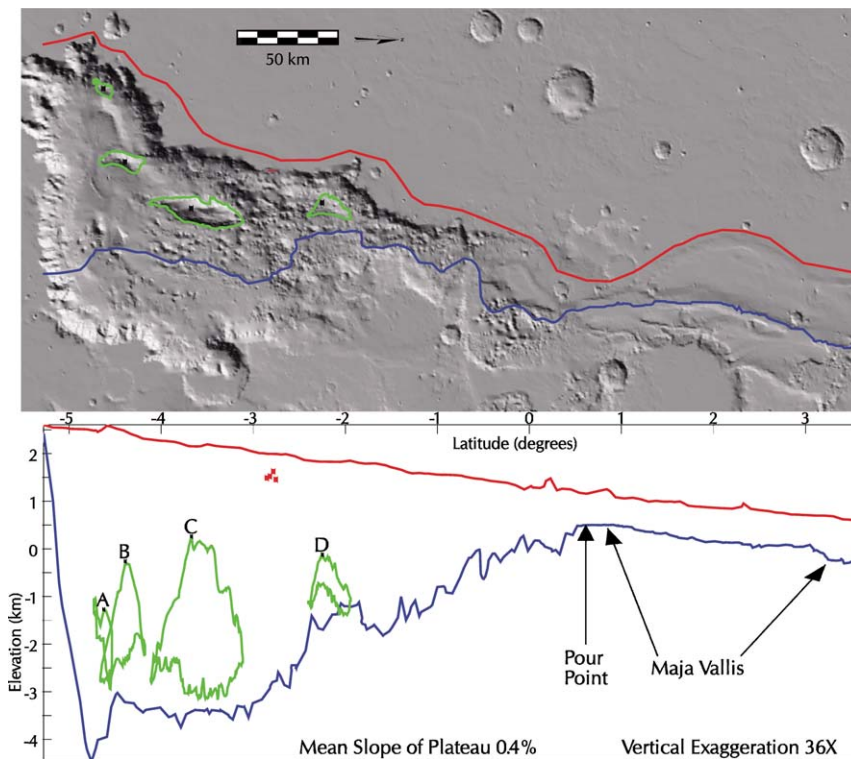 50 km
-5 -4 -3 -2 -1 0 1 2 3
Latitude (degrees)
2
1
0
-1
-2
-3
-4
Elevation (km)
A
B
C
D
Pour
Point
Maja Vallis
Mean Slope of Plateau 0.4%
Vertical Exaggeration 36X